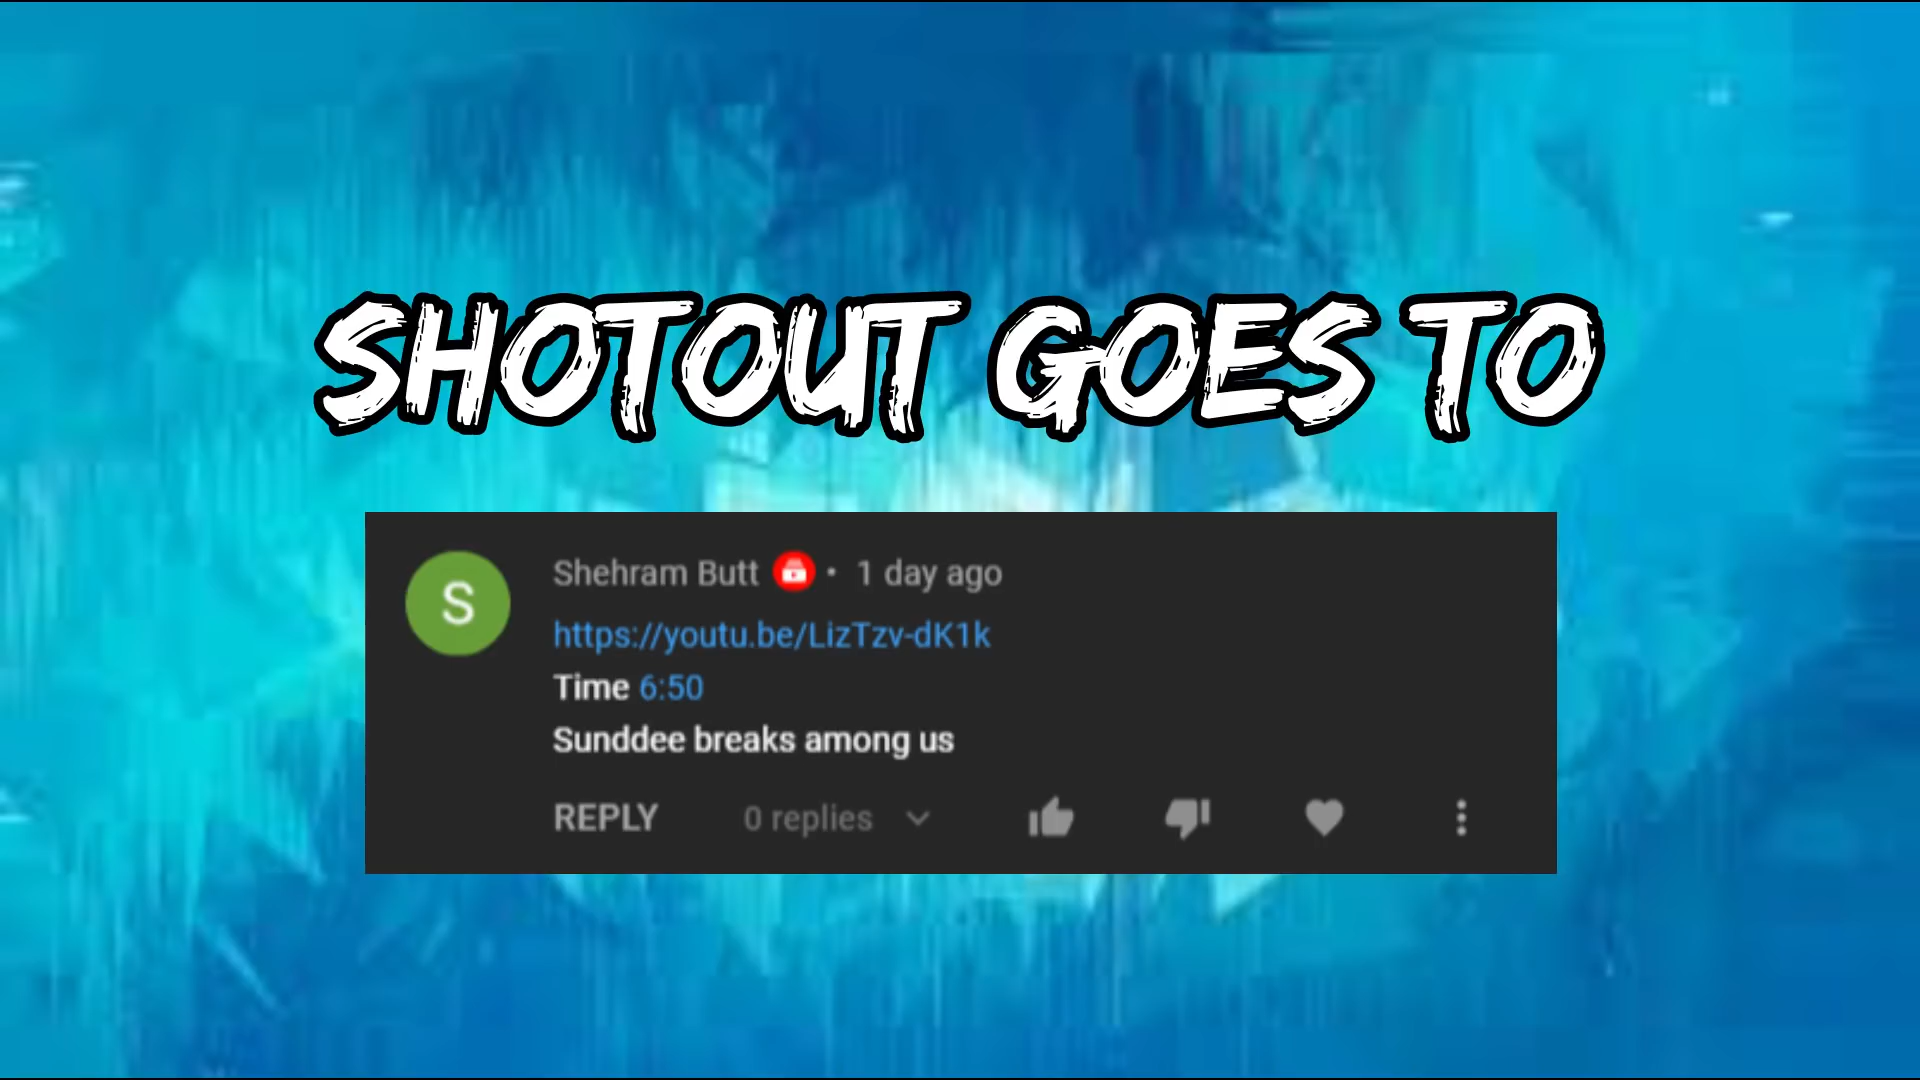 SHOTOUT GOES TO
S
Shehram Butt • 1 day ago
https://youtu.be/LizTzv-dK1k
Time 6:50
Sunddee breaks among us
REPLY 0 replies